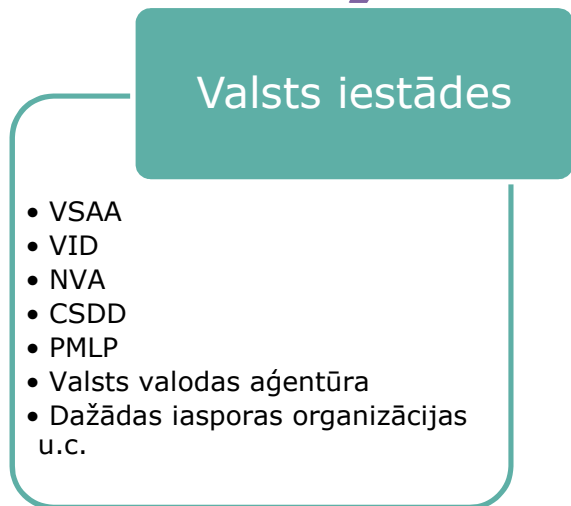 Valsts iestādes
• VSAA
• VID
• NVA
• CSDD
• PMLP
• Valsts valodas aģentūra
• Dažādas iasporas organizācijas
u.c.